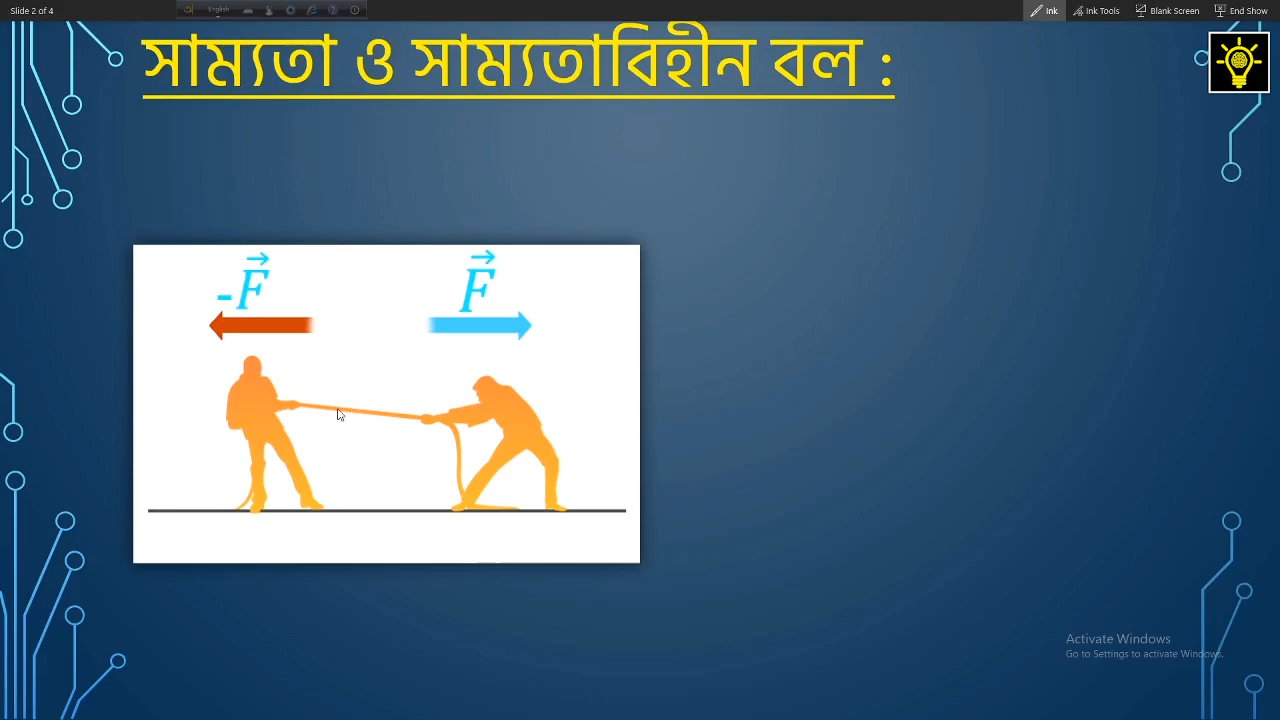 Slide 2 of 4
English
Ink
Ink Tools
Blank Screen
End Show
সাম্যতা ও সাম্যতাবিহীন বল :
-F⃗
F⃗
Activate Windows
Go to Settings to activate Windows.